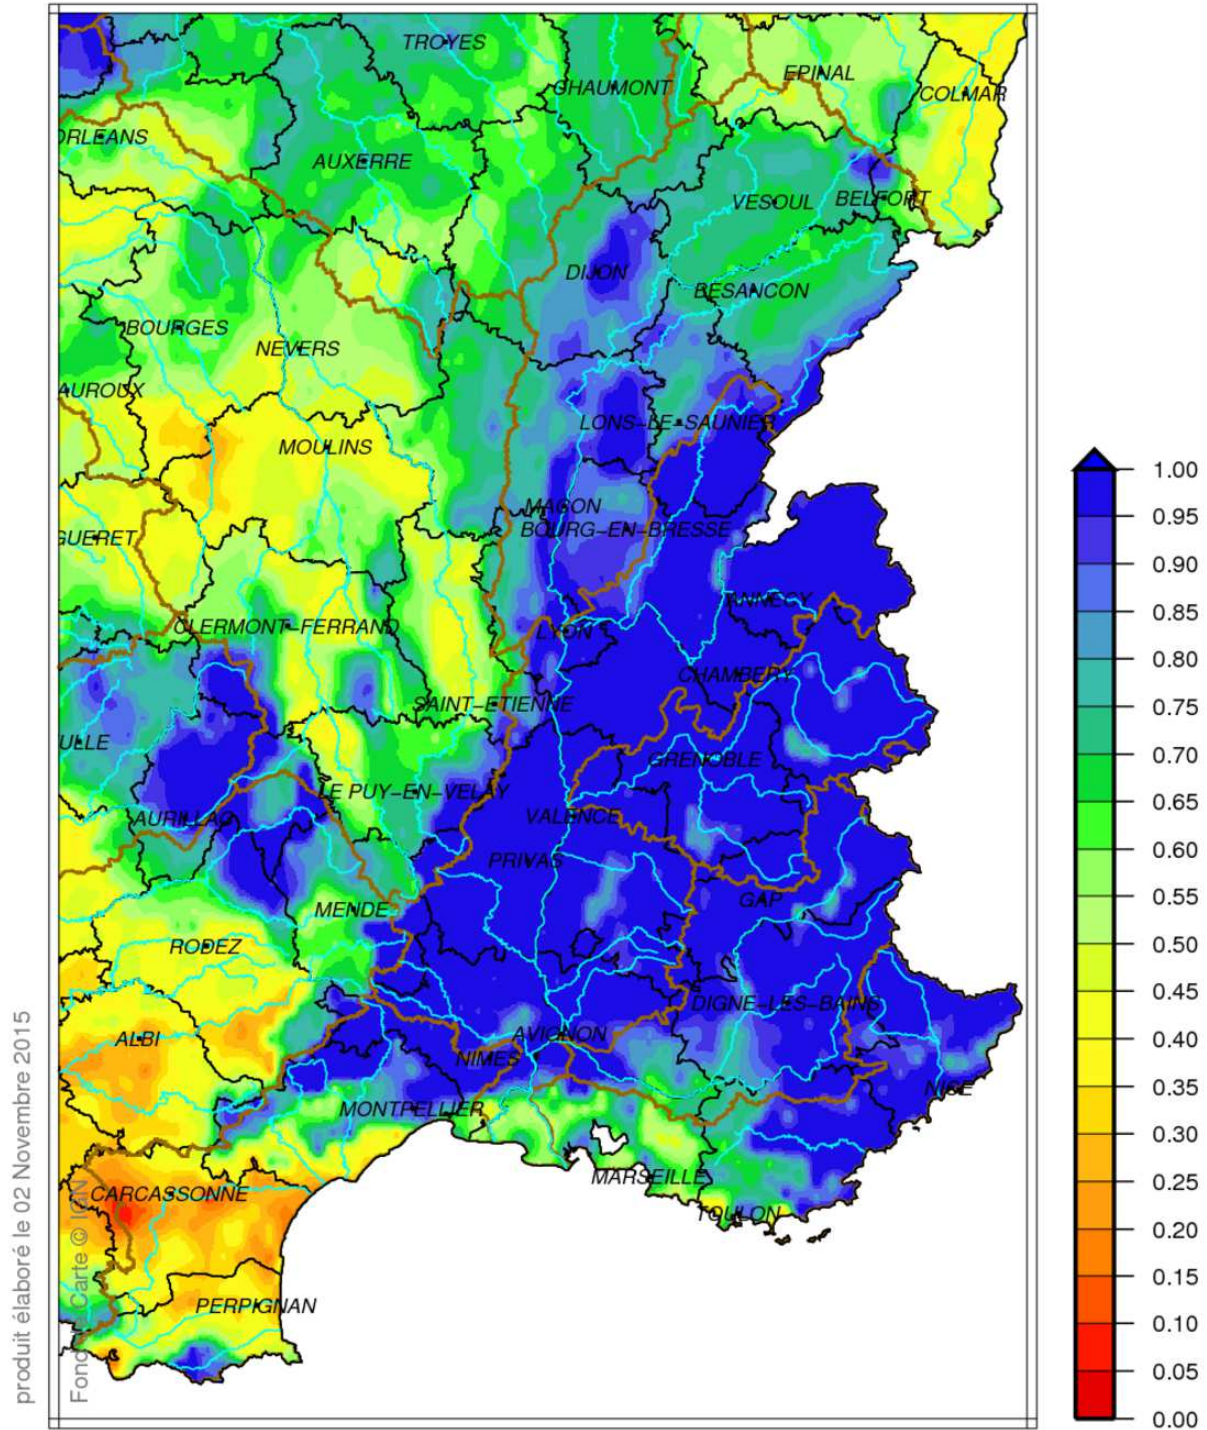 TROYES
CHAUMONT
EPINAL
COLMAR
ORLEANS
AUXERRE
VESOUL
BELFORT
DIJON
BESANCON
BOURGES
NEVERS
AUROUX
LONS-LE-SAUNIER
MOULINS
MACON
BOURG-EN-BRESSE
GUERET
ANNECY
CLERMONT-FERRAND
LYON
CHAMBERY
SAINT-ETIENNE
ULLE
GRENOBLE
LE PUY-EN-VELAY
VALENCE
AURILLAC
PRIVAS
GAP
MENDE
RODEZ
DIGNE-LES-BAINS
AVIGNON
ALBI
NIMES
NICE
MONTPELLIER
MARSEILLE
CARCASSONNE
TOULON
PERPIGNAN
1.00
0.95
0.90
0.85
0.80
0.75
0.70
0.65
0.60
0.55
0.50
0.45
0.40
0.35
0.30
0.25
0.20
0.15
0.10
0.05
0.00
produit élaboré le 02 Novembre 2015
Carte © IGN